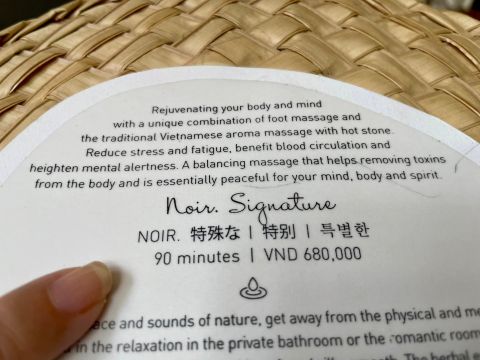 Rejuvenating your body and mind
with a unique combination of foot massage and
the traditional Vietnamese aroma massage with hot stone.
Reduce stress and fatigue, benefit blood circulation and
heighten mental alertness. A balancing massage that helps removing toxins
from the body and is essentially peaceful for your mind, body and spirit.
Noir. Signature
NOIR. 特殊な | 特别 | 특별한
90 minutes | VND 680,000
and sounds of nature, get away from the physical and
in the relaxation in the private bathroom or the romantic room
The herbal